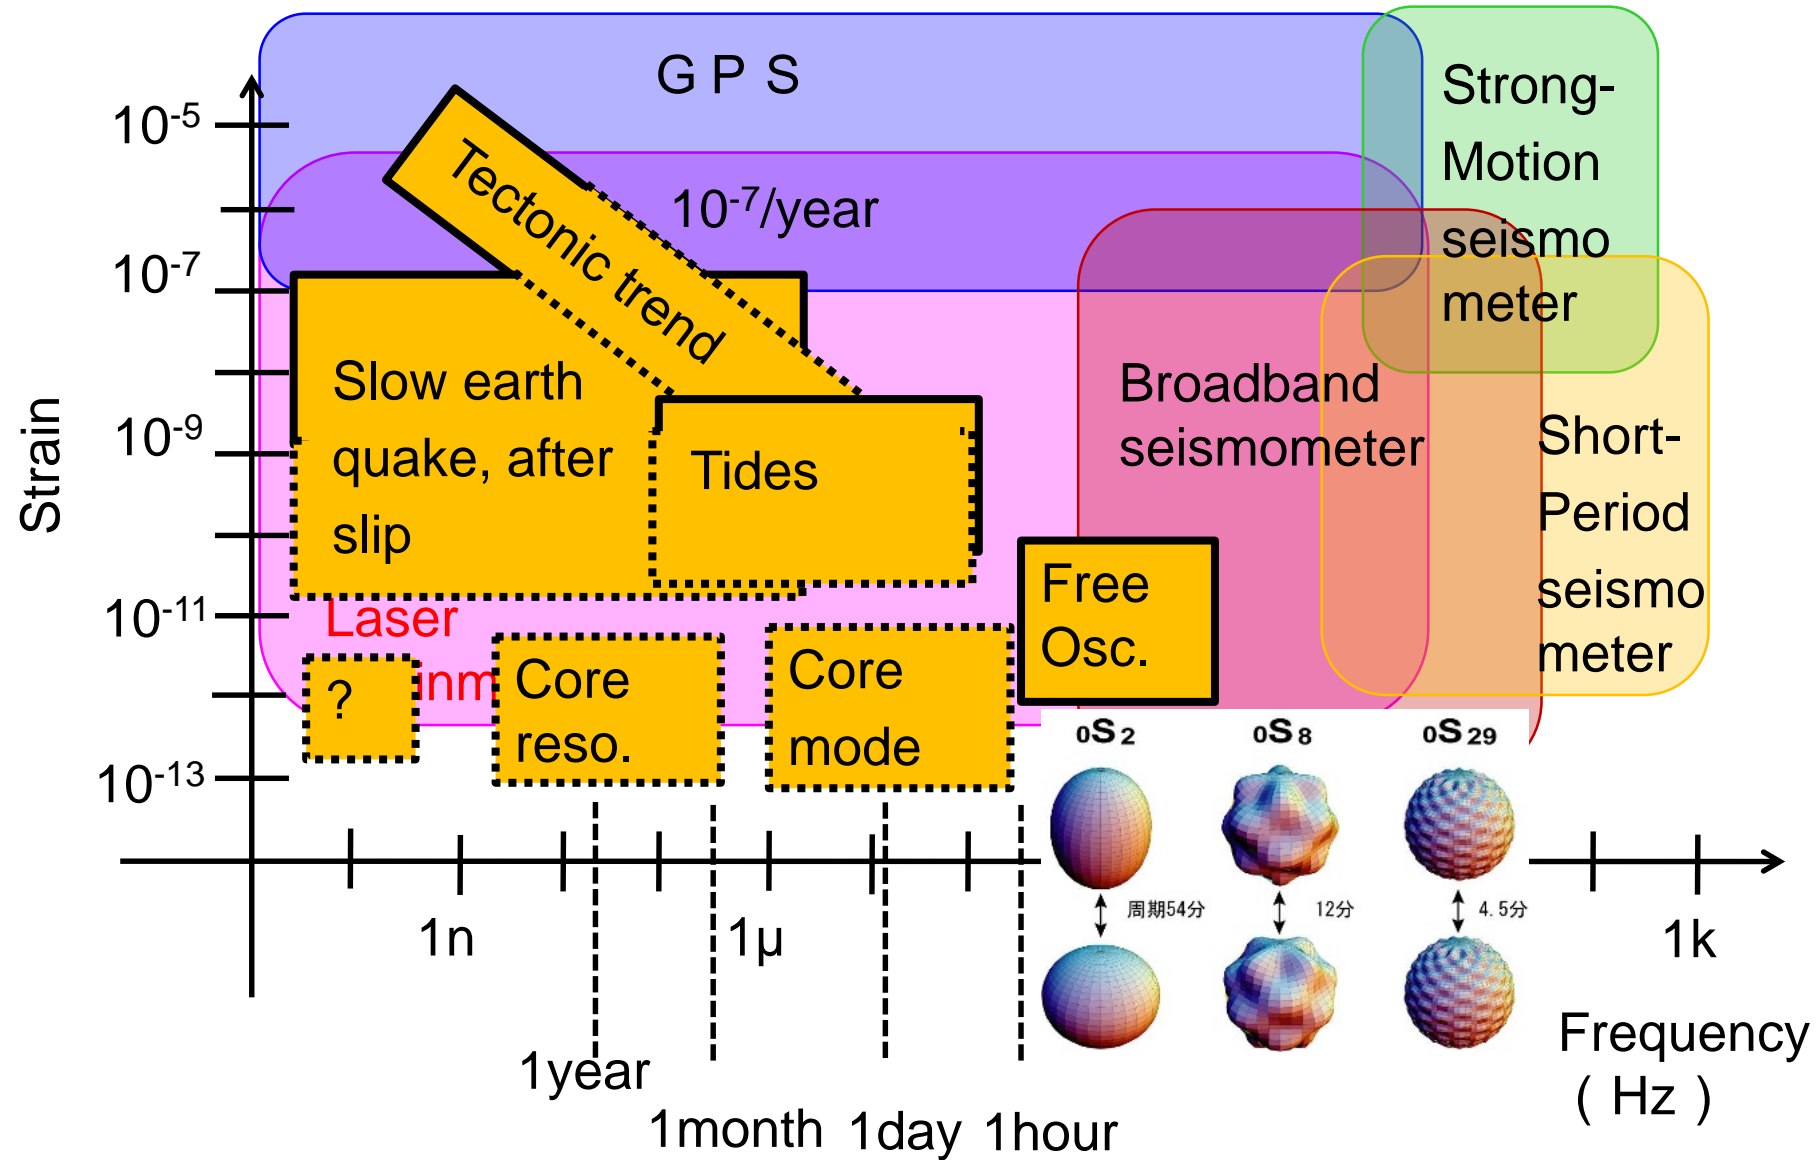 G P S
Strong-
Motion
seismo
meter
10-5
Tectonic trend
10-7/year
10-7
Broadband
seismometer
Slow earth
quake, after
slip
Strain
10-9
Tides
Short-
Period
seismo
meter
10-11
Laser
Free
Osc.
?
Core
reso.
Core
mode
10-13
0S2
0S8
0S29
周期54分
12分
4.5分
1n
1μ
1k
Frequency
( Hz )
1year
1month
1day
1hour